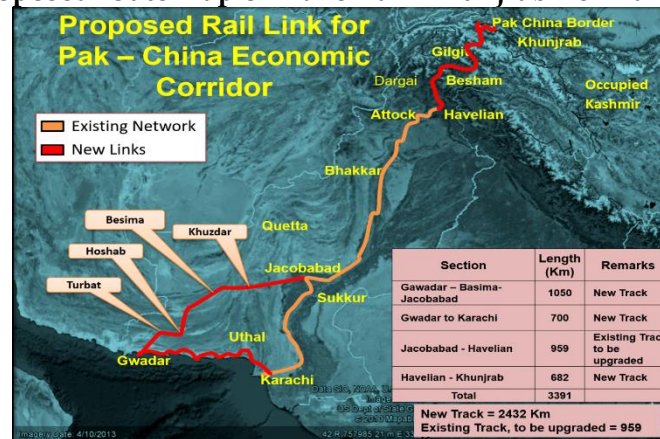 Proposed Rail Link for
Pak – China Economic
Corridor
Existing Network
New Links
Pak China Border
Khunjrab
Gilgit
Dargai
Besham
Occupied
Kashmir
Attock
Havelian
Bhakkar
Besima
Khuzdar
Quetta
Hoshab
Turbat
Jacobabad
Sukkur
Uthal
Gwadar
Karachi
Section Length (Km) Remarks
Gawadar – Basima- Jacobabad 1050 New Track
Gwadar to Karachi 700 New Track
Jacobabad - Havelian 959 Existing Trac to be upgraded
Havelian - Khunjrab 682 New Track
Total 3391
New Track = 2432 Km
Existing Track, to be upgraded = 959
Imagery Date: 4/10/2013